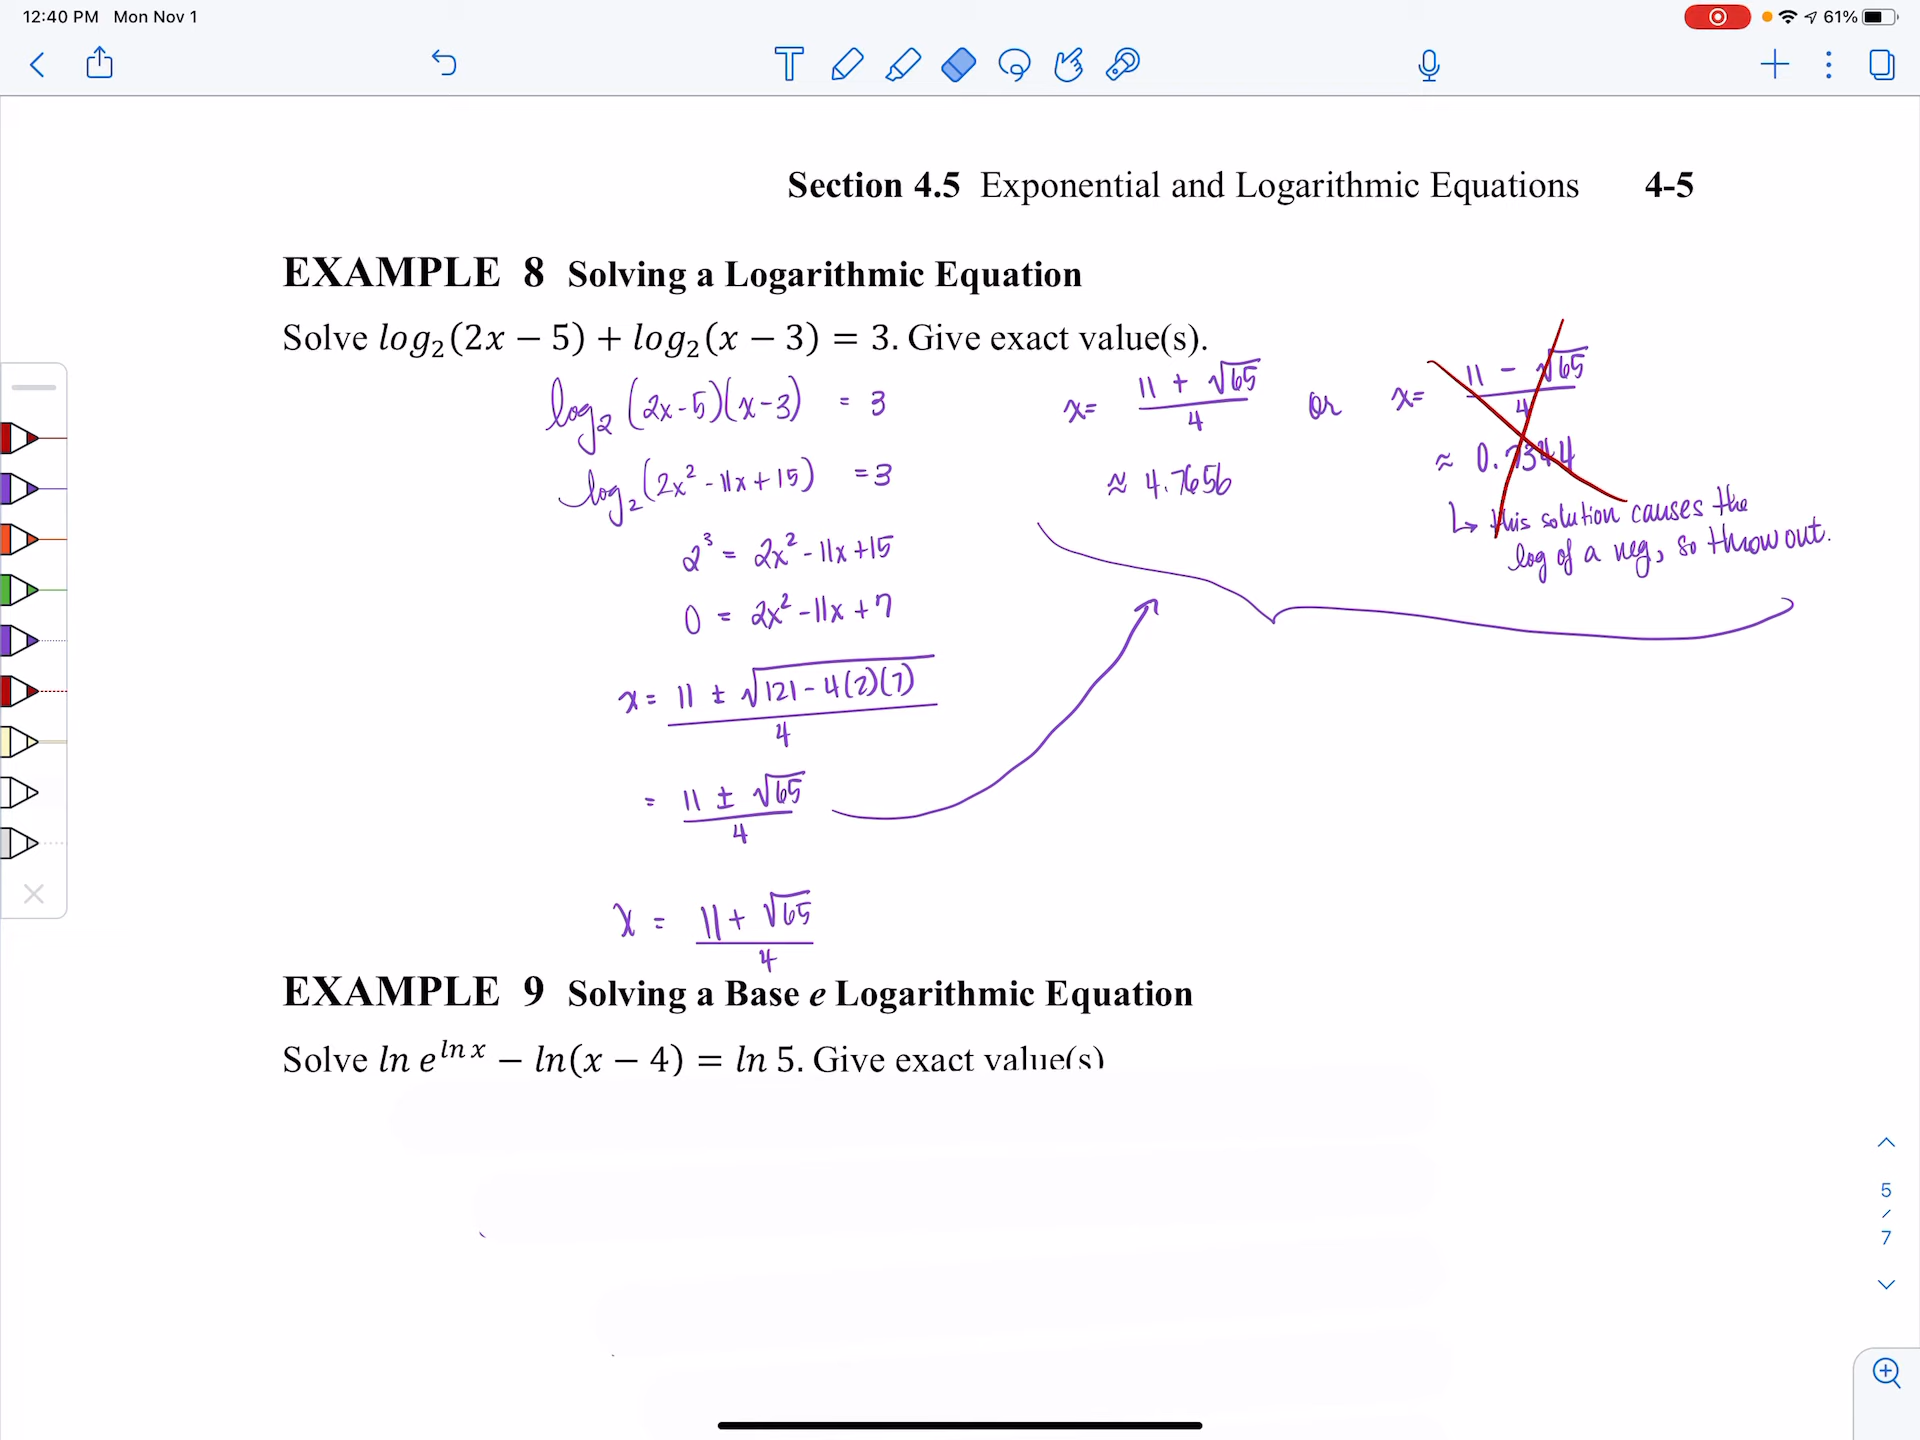 12:40 PM Mon Nov 1
61%
Section 4.5 Exponential and Logarithmic Equations 4-5
EXAMPLE 8 Solving a Logarithmic Equation
Solve log₂(2x − 5) + log₂(x − 3) = 3. Give exact value(s).
log₂ (2x-5)(x-3) = 3
log₂ (2x² - 11x + 15) = 3
2³ = 2x² - 11x + 15
0 = 2x² - 11x + 7
x = 11 ± √121 - 4(2)(7)
4
= 11 ± √65
4
x = 11 + √65
4
x = 11 + √65
4
≈ 4.7656
or
x = 11 - √65
4
≈ 0.7344
↳ this solution causes the
log of a neg, so throw out.
EXAMPLE 9 Solving a Base e Logarithmic Equation
Solve ln e^(ln x) − ln(x − 4) = ln 5. Give exact value(s)
5
/
7